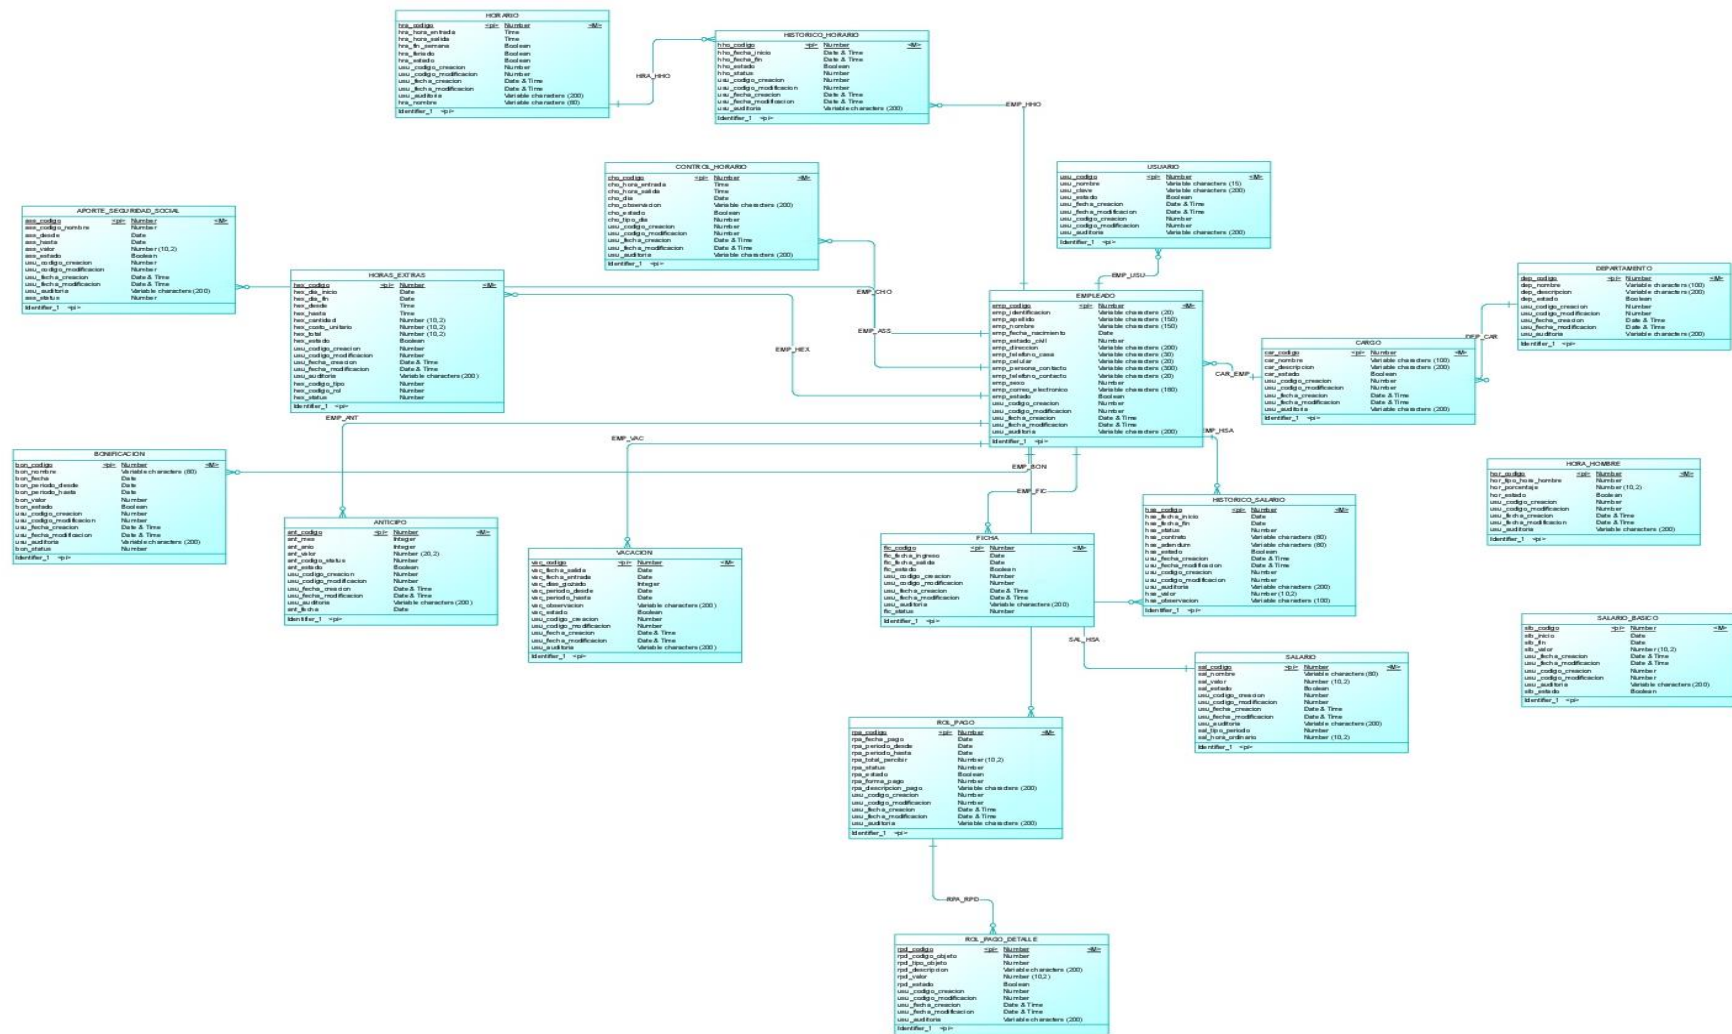 HORARIO
hra_codigo <pi> Number <M>
hra_hora_entrada Time
hra_hora_salida Time
hra_fin_semana Boolean
hra_feriado Boolean
hra_estado Boolean
usu_codigo_creacion Number
usu_codigo_modificacion Number
usu_fecha_creacion Date & Time
usu_fecha_modificacion Date & Time
usu_auditoria Variable characters (200)
hra_nombre Variable characters (80)
Identifier_1 <pi>
HISTORICO_HORARIO
hho_codigo <pi> Number <M>
hho_fecha_inicio Date & Time
hho_fecha_fin Date & Time
hho_estado Boolean
hho_status Number
usu_codigo_creacion Number
usu_codigo_modificacion Number
usu_fecha_creacion Date & Time
usu_fecha_modificacion Date & Time
usu_auditoria Variable characters (200)
Identifier_1 <pi>
HRA_HHO
EMP_HHO
CONTROL_HORARIO
cho_codigo <pi> Number <M>
cho_hora_entrada Time
cho_hora_salida Time
cho_dia Date
cho_observacion Variable characters (200)
cho_estado Boolean
cho_tipo_dia Number
usu_codigo_creacion Number
usu_codigo_modificacion Number
usu_fecha_creacion Date & Time
usu_fecha_modificacion Date & Time
usu_auditoria Variable characters (200)
Identifier_1 <pi>
USUARIO
usu_codigo <pi> Number <M>
usu_nombre Variable characters (15)
usu_clave Variable characters (200)
usu_estado Boolean
usu_fecha_creacion Date & Time
usu_fecha_modificacion Date & Time
usu_codigo_creacion Number
usu_codigo_modificacion Number
usu_auditoria Variable characters (200)
Identifier_1 <pi>
APORTE_SEGURIDAD_SOCIAL
ass_codigo <pi> Number <M>
ass_codigo_nombre Number
ass_desde Date
ass_hasta Date
ass_valor Number (10,2)
ass_estado Boolean
usu_codigo_creacion Number
usu_codigo_modificacion Number
usu_fecha_creacion Date & Time
usu_fecha_modificacion Date & Time
usu_auditoria Variable characters (200)
ass_status Number
Identifier_1 <pi>
HORAS_EXTRAS
hex_codigo <pi> Number <M>
hex_dia_inicio Date
hex_dia_fin Date
hex_desde Time
hex_hasta Time
hex_cantidad Number (10,2)
hex_costo_unitario Number (10,2)
hex_total Number (10,2)
hex_estado Boolean
usu_codigo_creacion Number
usu_codigo_modificacion Number
usu_fecha_creacion Date & Time
usu_fecha_modificacion Date & Time
usu_auditoria Variable characters (200)
hex_codigo_tipo Number
hex_codigo_rol Number
hex_status Number
Identifier_1 <pi>
EMP_USU
EMP_CHO
EMP_ASS
EMP_HEX
EMPLEADO
emp_codigo <pi> Number <M>
emp_identificacion Variable characters (20)
emp_apellido Variable characters (150)
emp_nombre Variable characters (150)
emp_fecha_nacimiento Date
emp_estado_civil Number
emp_direccion Variable characters (200)
emp_telefono_casa Variable characters (30)
emp_celular Variable characters (20)
emp_persona_contacto Variable characters (300)
emp_telefono_contacto Variable characters (20)
emp_sexo Number
emp_correo_electronico Variable characters (180)
emp_estado Boolean
usu_codigo_creacion Number
usu_codigo_modificacion Number
usu_fecha_creacion Date & Time
usu_fecha_modificacion Date & Time
usu_auditoria Variable characters (200)
Identifier_1 <pi>
DEPARTAMENTO
dep_codigo <pi> Number <M>
dep_nombre Variable characters (100)
dep_descripcion Variable characters (200)
dep_estado Boolean
usu_codigo_creacion Number
usu_codigo_modificacion Number
usu_fecha_creacion Date & Time
usu_fecha_modificacion Date & Time
usu_auditoria Variable characters (200)
Identifier_1 <pi>
DEP_CAR
CAR_EMP
CARGO
car_codigo <pi> Number <M>
car_nombre Variable characters (100)
car_descripcion Variable characters (200)
car_estado Boolean
usu_codigo_creacion Number
usu_codigo_modificacion Number
usu_fecha_creacion Date & Time
usu_fecha_modificacion Date & Time
usu_auditoria Variable characters (200)
Identifier_1 <pi>
EMP_ANT
EMP_VAC
EMP_BON
EMP_FIC
EMP_HSA
BONIFICACION
bon_codigo <pi> Number <M>
bon_nombre Variable characters (80)
bon_fecha Date
bon_periodo_desde Date
bon_periodo_hasta Date
bon_valor Number
bon_estado Boolean
usu_codigo_creacion Number
usu_codigo_modificacion Number
usu_fecha_creacion Date & Time
usu_fecha_modificacion Date & Time
usu_auditoria Variable characters (200)
bon_status Number
Identifier_1 <pi>
HORA_HOMBRE
hor_codigo <pi> Number <M>
hor_tipo_hora_hombre Number
hor_porcentaje Number (10,2)
hor_estado Boolean
usu_codigo_creacion Number
usu_codigo_modificacion Number
usu_fecha_creacion Date & Time
usu_fecha_modificacion Date & Time
usu_auditoria Variable characters (200)
Identifier_1 <pi>
ANTICIPO
ant_codigo <pi> Number <M>
ant_mes Integer
ant_anio Integer
ant_valor Number (20,2)
ant_codigo_status Number
ant_estado Boolean
usu_codigo_creacion Number
usu_codigo_modificacion Number
usu_fecha_creacion Date & Time
usu_fecha_modificacion Date & Time
usu_auditoria Variable characters (200)
ant_fecha Date
Identifier_1 <pi>
VACACION
vac_codigo <pi> Number <M>
vac_fecha_salida Date
vac_fecha_entrada Date
vac_dias_gozado Integer
vac_periodo_desde Date
vac_periodo_hasta Date
vac_observacion Variable characters (200)
vac_estado Boolean
usu_codigo_creacion Number
usu_codigo_modificacion Number
usu_fecha_creacion Date & Time
usu_fecha_modificacion Date & Time
usu_auditoria Variable characters (200)
Identifier_1 <pi>
FICHA
fic_codigo <pi> Number <M>
fic_fecha_ingreso Date
fic_fecha_salida Date
fic_estado Boolean
usu_codigo_creacion Number
usu_codigo_modificacion Number
usu_fecha_creacion Date & Time
usu_fecha_modificacion Date & Time
usu_auditoria Variable characters (200)
fic_status Number
Identifier_1 <pi>
HISTORICO_SALARIO
hsa_codigo <pi> Number <M>
hsa_fecha_inicio Date
hsa_fecha_fin Date
hsa_status Number
hsa_contrato Variable characters (80)
hsa_adendum Variable characters (80)
hsa_estado Boolean
usu_fecha_creacion Date & Time
usu_fecha_modificacion Date & Time
usu_codigo_creacion Number
usu_codigo_modificacion Number
usu_auditoria Variable characters (200)
hsa_valor Number (10,2)
hsa_observacion Variable characters (100)
Identifier_1 <pi>
SAL_HSA
SALARIO_BASICO
slb_codigo <pi> Number <M>
slb_inicio Date
slb_fin Date
slb_valor Number (10,2)
usu_fecha_creacion Date & Time
usu_fecha_modificacion Date & Time
usu_codigo_creacion Number
usu_codigo_modificacion Number
usu_auditoria Variable characters (200)
slb_estado Boolean
Identifier_1 <pi>
SALARIO
sal_codigo <pi> Number <M>
sal_nombre Variable characters (80)
sal_valor Number (10,2)
sal_estado Boolean
usu_codigo_creacion Number
usu_codigo_modificacion Number
usu_fecha_creacion Date & Time
usu_fecha_modificacion Date & Time
usu_auditoria Variable characters (200)
sal_tipo_periodo Number
sal_hora_ordinario Number (10,2)
Identifier_1 <pi>
ROL_PAGO
rpa_codigo <pi> Number <M>
rpa_fecha_pago Date
rpa_periodo_desde Date
rpa_periodo_hasta Date
rpa_total_percibir Number (10,2)
rpa_status Number
rpa_estado Boolean
rpa_forma_pago Number
rpa_descripcion_pago Variable characters (200)
usu_codigo_creacion Number
usu_codigo_modificacion Number
usu_fecha_creacion Date & Time
usu_fecha_modificacion Date & Time
usu_auditoria Variable characters (200)
Identifier_1 <pi>
RPA_RPD
ROL_PAGO_DETALLE
rpd_codigo <pi> Number <M>
rpd_codigo_objeto Number
rpd_tipo_objeto Number
rpd_descripcion Variable characters (200)
rpd_valor Number (10,2)
rpd_estado Boolean
usu_codigo_creacion Number
usu_codigo_modificacion Number
usu_fecha_creacion Date & Time
usu_fecha_modificacion Date & Time
usu_auditoria Variable characters (200)
Identifier_1 <pi>